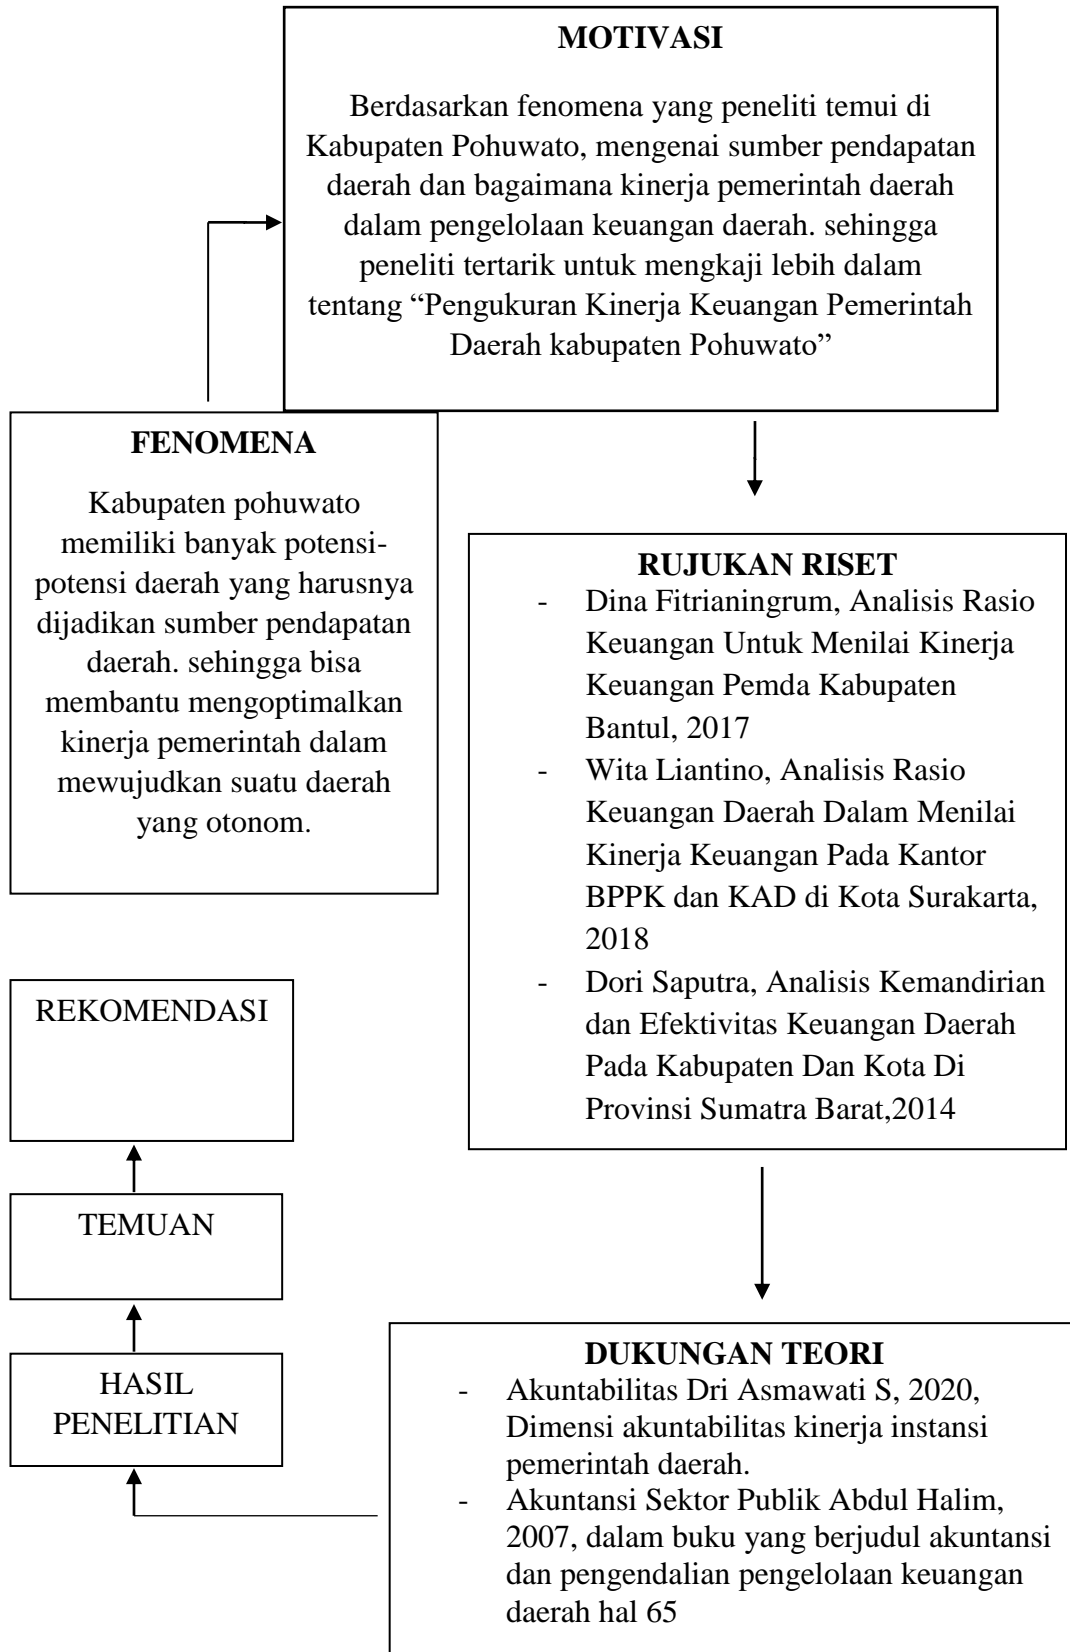 MOTIVASI
Berdasarkan fenomena yang peneliti temui di
Kabupaten Pohuwato, mengenai sumber pendapatan
daerah dan bagaimana kinerja pemerintah daerah
dalam pengelolaan keuangan daerah. sehingga
peneliti tertarik untuk mengkaji lebih dalam
tentang “Pengukuran Kinerja Keuangan Pemerintah
Daerah kabupaten Pohuwato”
FENOMENA
Kabupaten pohuwato
memiliki banyak potensi-
potensi daerah yang harusnya
dijadikan sumber pendapatan
daerah. sehingga bisa
membantu mengoptimalkan
kinerja pemerintah dalam
mewujudkan suatu daerah
yang otonom.
RUJUKAN RISET
- Dina Fitrianingrum, Analisis Rasio
Keuangan Untuk Menilai Kinerja
Keuangan Pemda Kabupaten
Bantul, 2017
- Wita Liantino, Analisis Rasio
Keuangan Daerah Dalam Menilai
Kinerja Keuangan Pada Kantor
BPPK dan KAD di Kota Surakarta,
2018
- Dori Saputra, Analisis Kemandirian
dan Efektivitas Keuangan Daerah
Pada Kabupaten Dan Kota Di
Provinsi Sumatra Barat,2014
DUKUNGAN TEORI
- Akuntabilitas Dri Asmawati S, 2020,
Dimensi akuntabilitas kinerja instansi
pemerintah daerah.
- Akuntansi Sektor Publik Abdul Halim,
2007, dalam buku yang berjudul akuntansi
dan pengendalian pengelolaan keuangan
daerah hal 65
HASIL
PENELITIAN
TEMUAN
REKOMENDASI